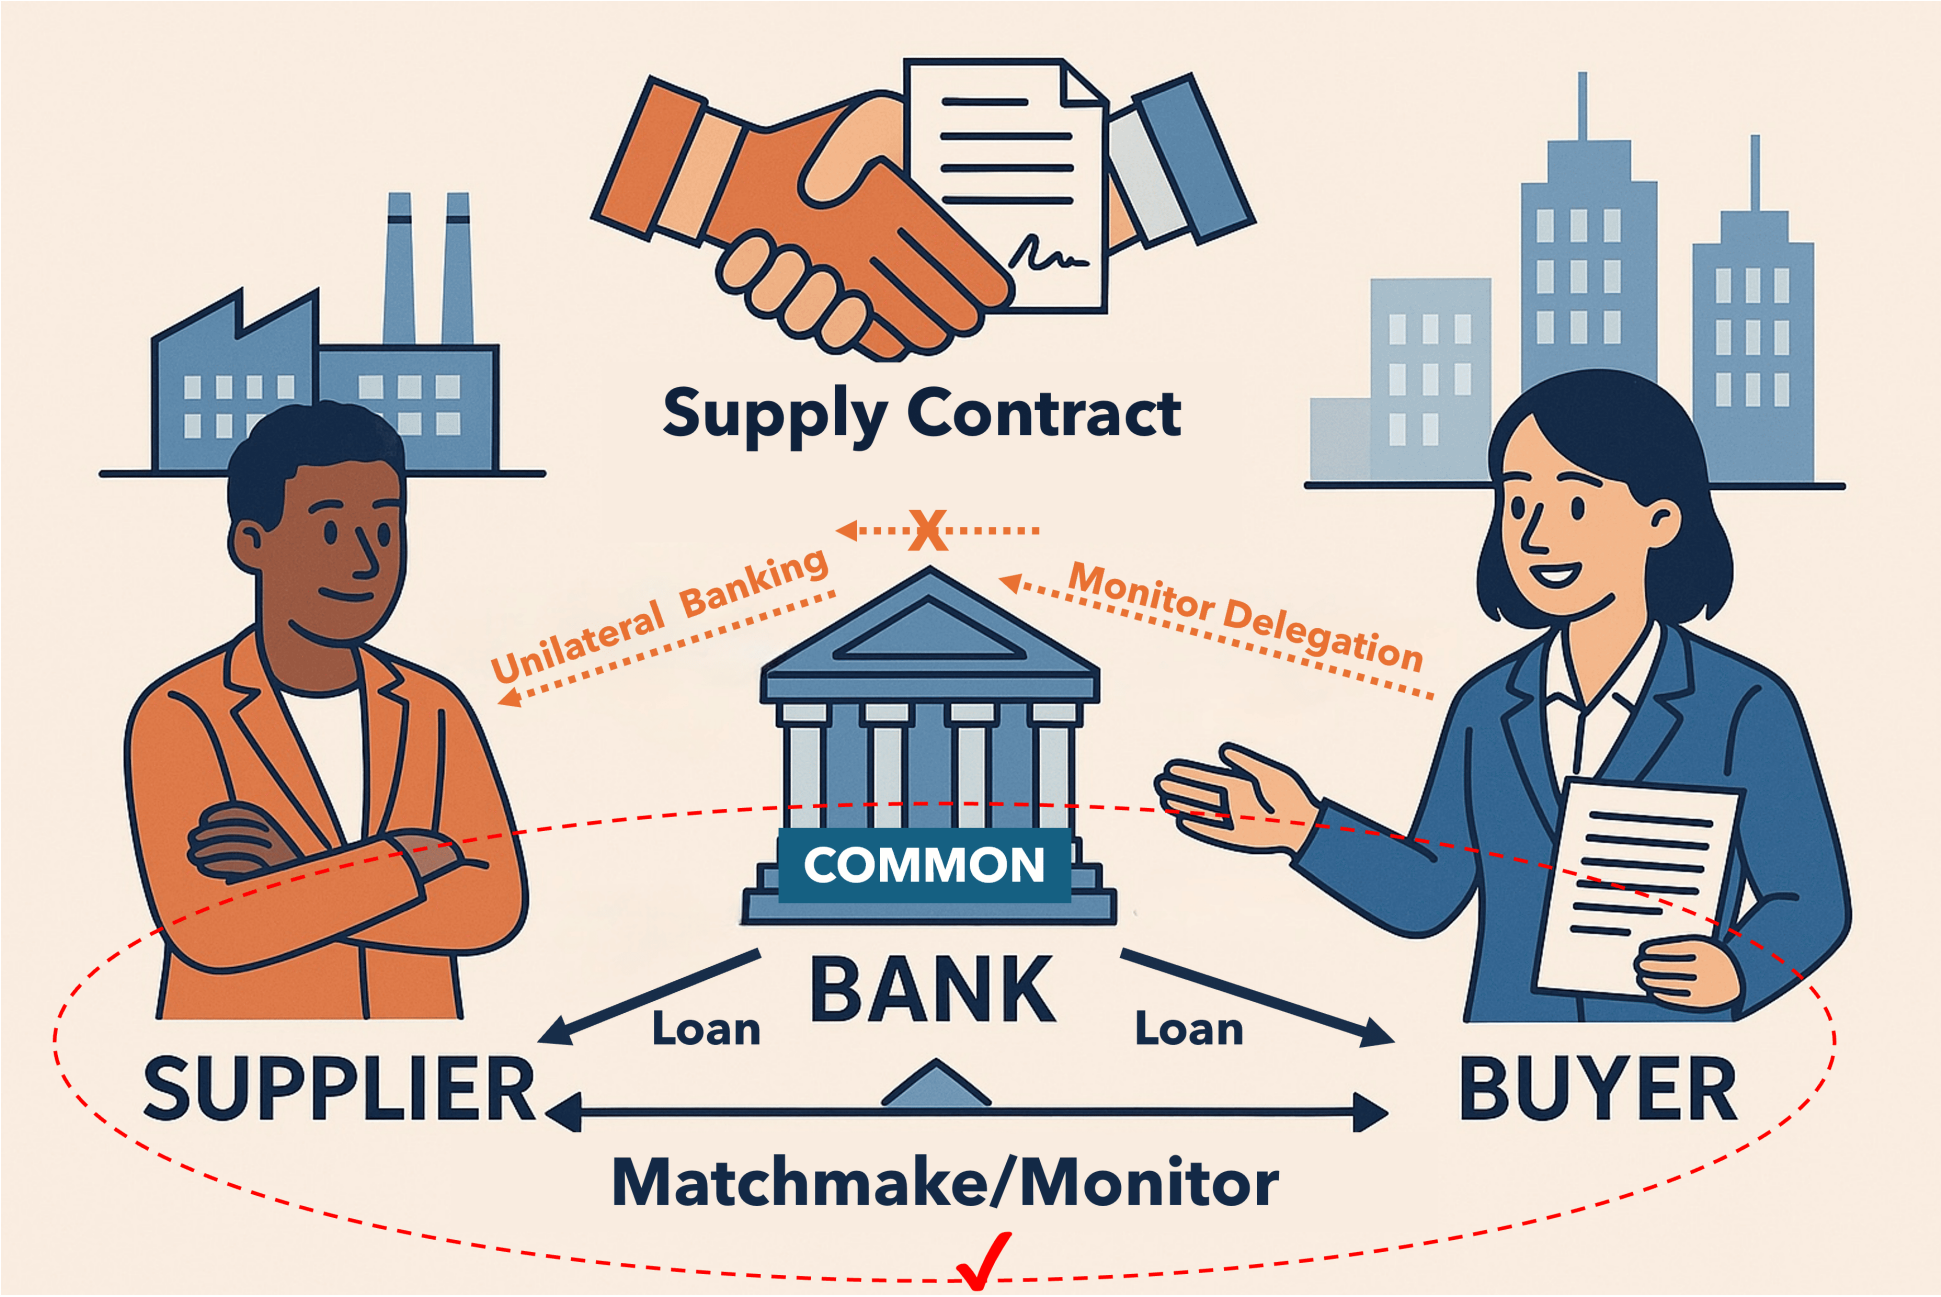 Supply Contract
X
Unilateral Banking
Monitor Delegation
COMMON
BANK
Loan
Loan
SUPPLIER
BUYER
Matchmake/Monitor